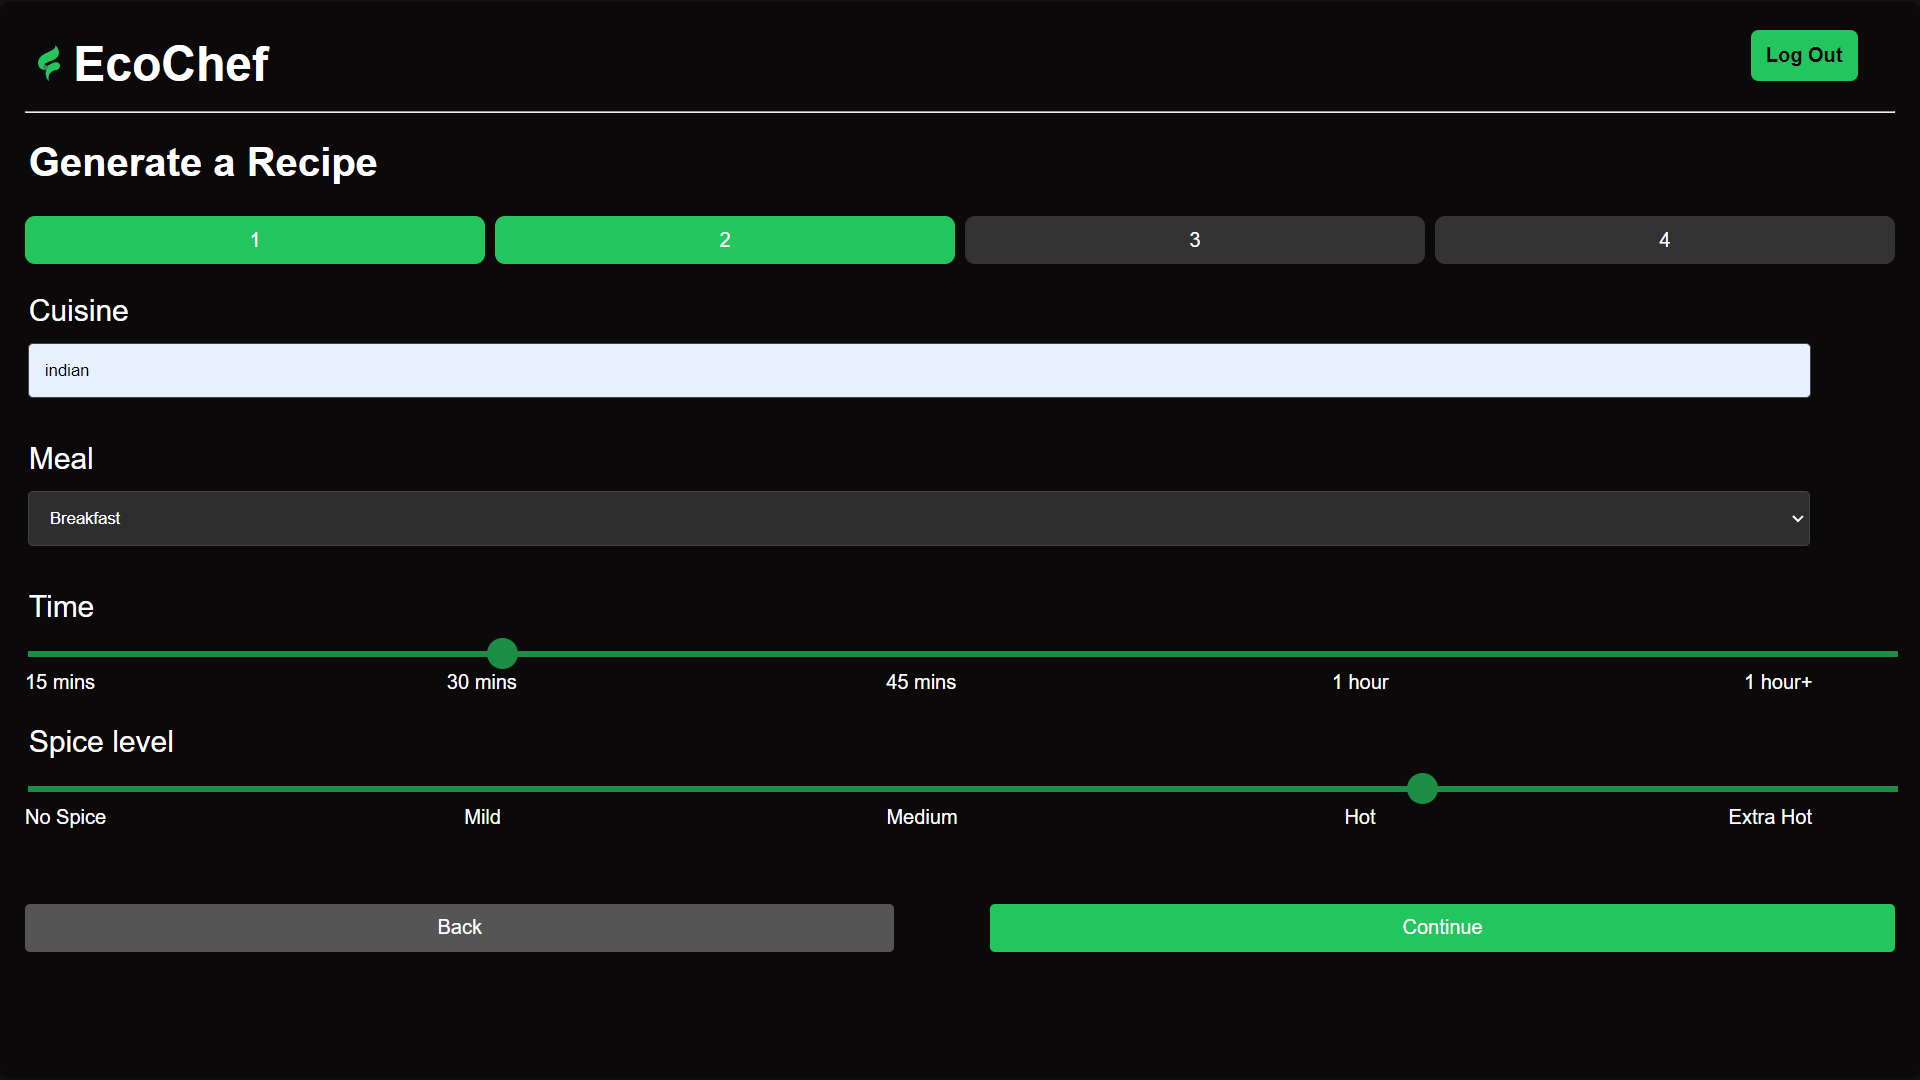 EcoChef
Log Out
Generate a Recipe
1 2 3 4
Cuisine
indian
Meal
Breakfast
Time
15 mins 30 mins 45 mins 1 hour 1 hour+
Spice level
No Spice Mild Medium Hot Extra Hot
Back Continue